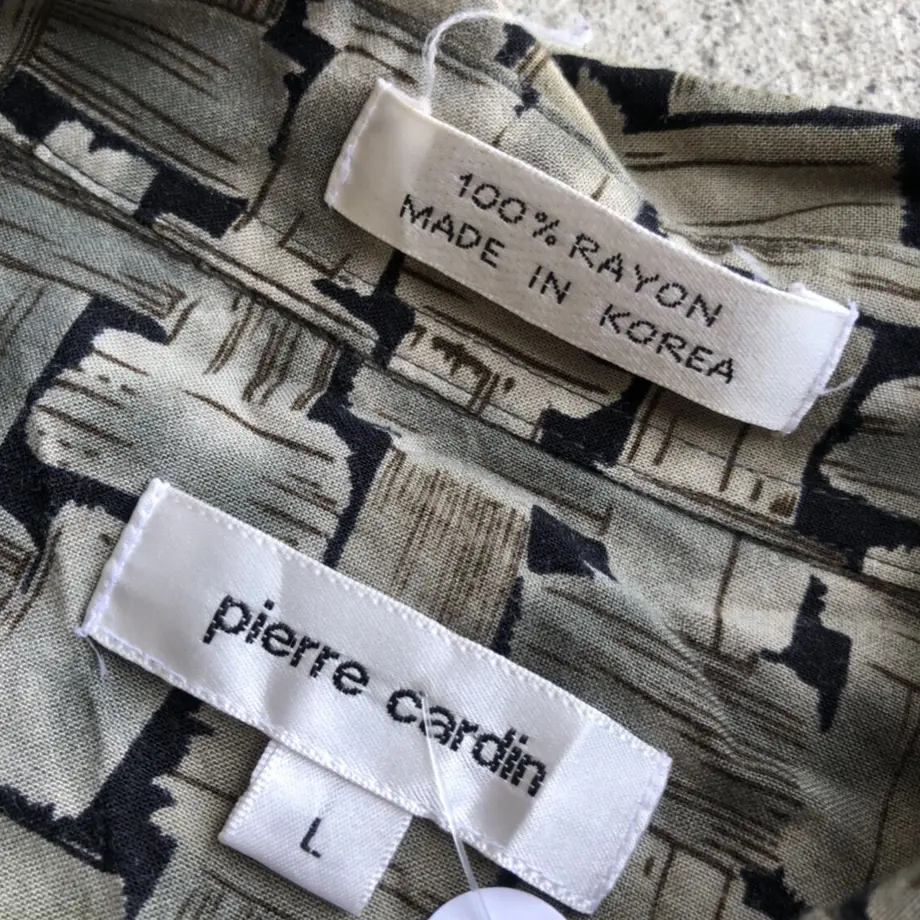 100% RAYON
MADE IN KOREA
pierre cardin
L